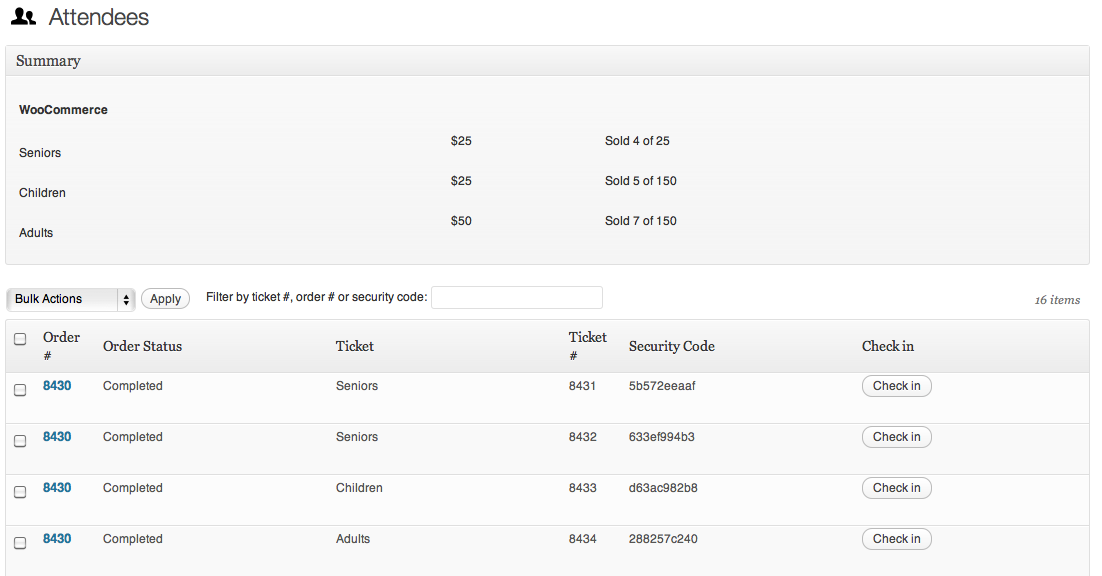 Attendees
Summary
WooCommerce
Seniors $25 Sold 4 of 25
Children $25 Sold 5 of 150
Adults $50 Sold 7 of 150
Bulk Actions Apply Filter by ticket #, order # or security code: 16 items
Order # Order Status Ticket Ticket # Security Code Check in
8430 Completed Seniors 8431 5b572eeaaf Check in
8430 Completed Seniors 8432 633ef994b3 Check in
8430 Completed Children 8433 d63ac982b8 Check in
8430 Completed Adults 8434 288257c240 Check in